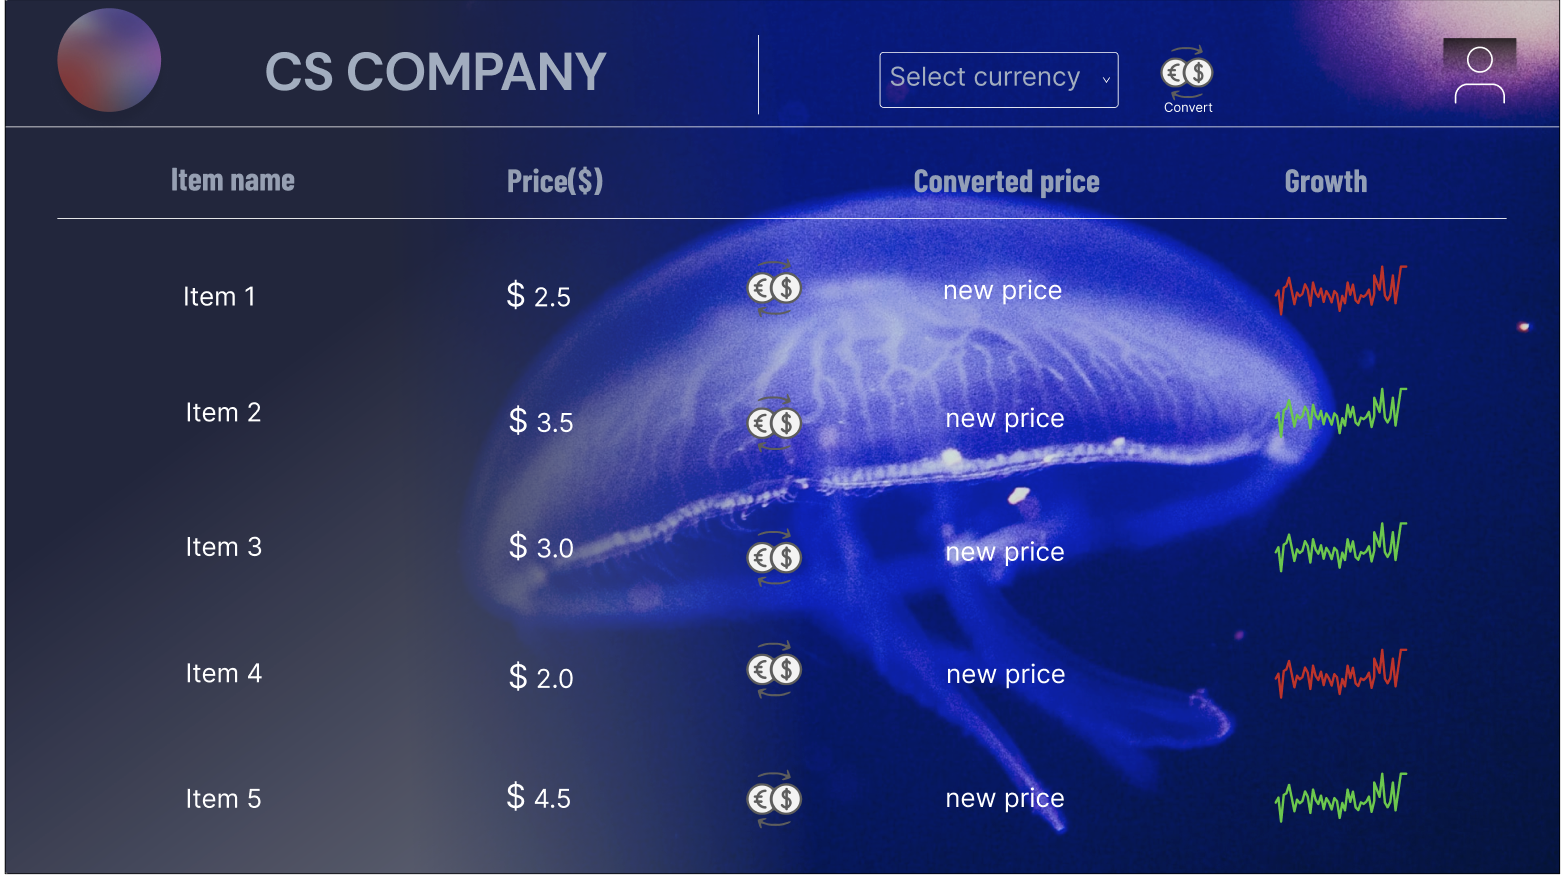 CS COMPANY
Select currency
€ $
Convert
Item name Price($) Converted price Growth
Item 1 $ 2.5 € $ new price
Item 2 $ 3.5 € $ new price
Item 3 $ 3.0 € $ new price
Item 4 $ 2.0 € $ new price
Item 5 $ 4.5 € $ new price